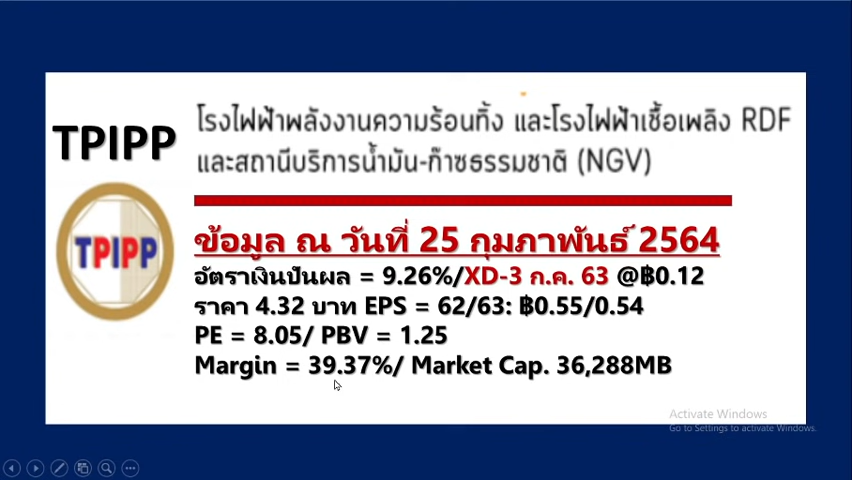 TPIPP
โรงไฟฟ้าพลังงานความร้อนทิ้ง และโรงไฟฟ้าเชื้อเพลิง RDF
และสถานีบริการน้ำมัน-ก๊าซธรรมชาติ (NGV)
TPIPP
ข้อมูล ณ วันที่ 25 กุมภาพันธ์ 2564
อัตราเงินปันผล = 9.26%/XD-3 ก.ค. 63 @฿0.12
ราคา 4.32 บาท EPS = 62/63: ฿0.55/0.54
PE = 8.05/ PBV = 1.25
Margin = 39.37%/ Market Cap. 36,288MB
Activate Windows
Go to Settings to activate Windows.